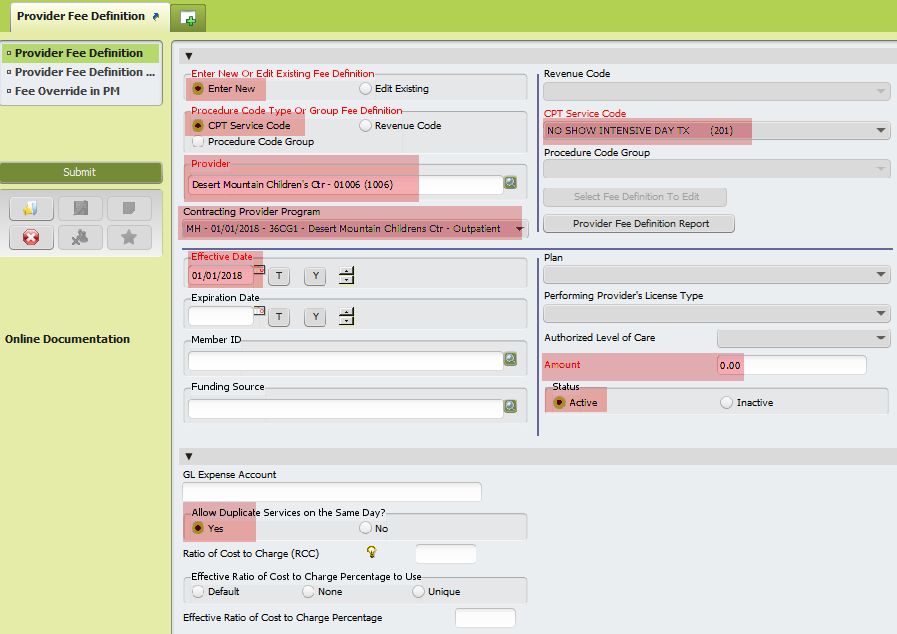 Provider Fee Definition
Provider Fee Definition
Provider Fee Definition ...
Fee Override in PM
Submit
Online Documentation
Enter New Or Edit Existing Fee Definition
Enter New
Edit Existing
Procedure Code Type Or Group Fee Definition
CPT Service Code
Revenue Code
Procedure Code Group
Provider
Desert Mountain Children's Ctr - 01006 (1006)
Contracting Provider Program
MH - 01/01/2018 - 36CG1 - Desert Mountain Childrens Ctr - Outpatient
Revenue Code
CPT Service Code
NO SHOW INTENSIVE DAY TX (201)
Procedure Code Group
Select Fee Definition To Edit
Provider Fee Definition Report
Effective Date
01/01/2018
T
Y
Expiration Date
T
Y
Member ID
Funding Source
Plan
Performing Provider's License Type
Authorized Level of Care
Amount
0.00
Status
Active
Inactive
GL Expense Account
Allow Duplicate Services on the Same Day?
Yes
No
Ratio of Cost to Charge (RCC)
Effective Ratio of Cost to Charge Percentage to Use
Default
None
Unique
Effective Ratio of Cost to Charge Percentage